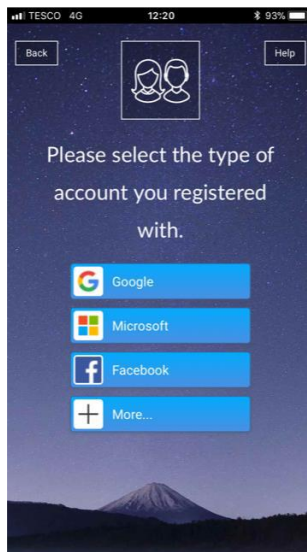 TESCO 4G 12:20 93%
Back
Help
Please select the type of
account you registered
with.
Google
Microsoft
Facebook
More...